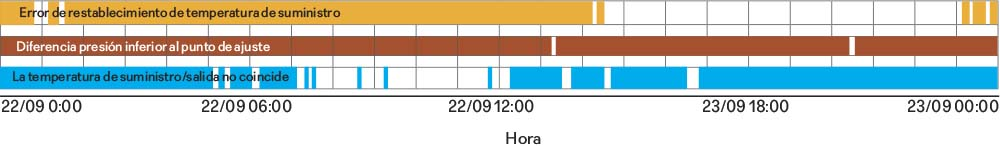 Error de restablecimiento de temperatura de suministro
Diferencia presión inferior al punto de ajuste
La temperatura de suministro/salida no coincide
22/09 0:00 22/09 06:00 22/09 12:00 23/09 18:00 23/09 00:00
Hora